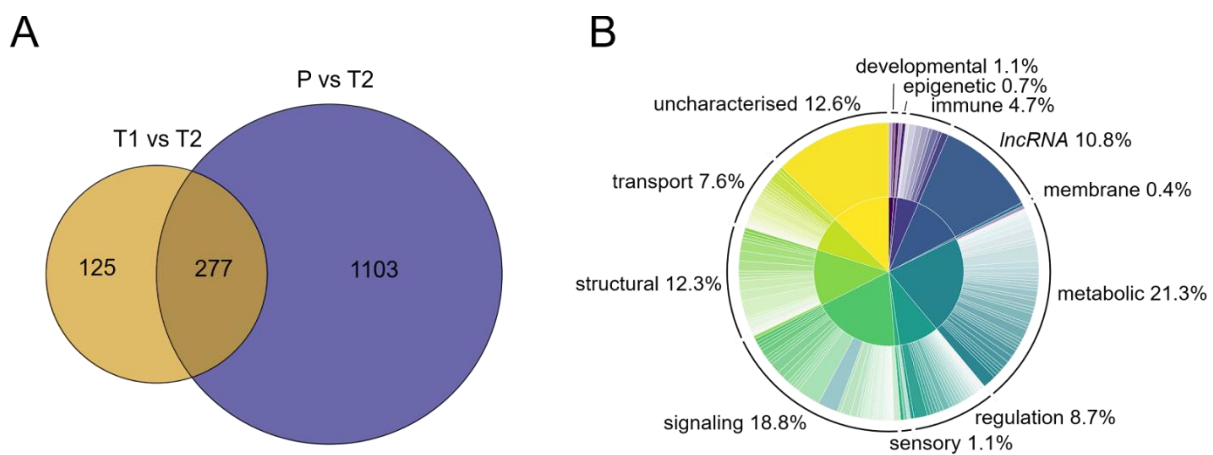 A
T1 vs T2
P vs T2
125
277
1103
B
developmental 1.1%
epigenetic 0.7%
immune 4.7%
lncRNA 10.8%
membrane 0.4%
metabolic 21.3%
regulation 8.7%
sensory 1.1%
signaling 18.8%
structural 12.3%
transport 7.6%
uncharacterised 12.6%